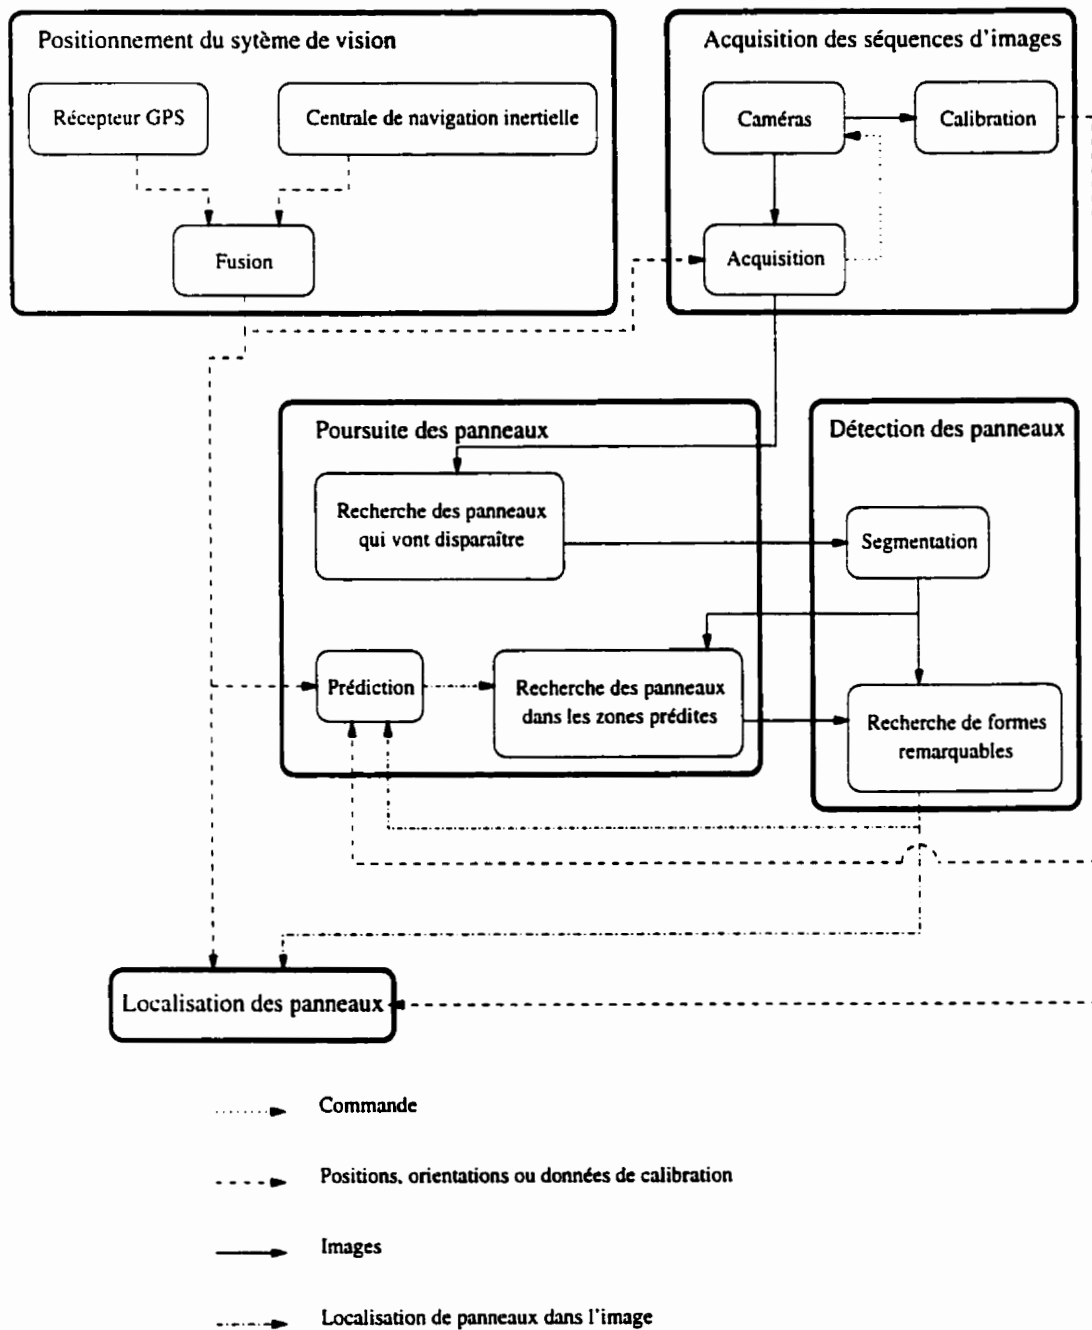 Positionnement du sytème de vision
Récepteur GPS
Centrale de navigation inertielle
Fusion
Acquisition des séquences d'images
Caméras
Calibration
Acquisition
Poursuite des panneaux
Recherche des panneaux
qui vont disparaître
Prédiction
Recherche des panneaux
dans les zones prédites
Détection des panneaux
Segmentation
Recherche de formes
remarquables
Localisation des panneaux
Commande
Positions, orientations ou données de calibration
Images
Localisation de panneaux dans l'image